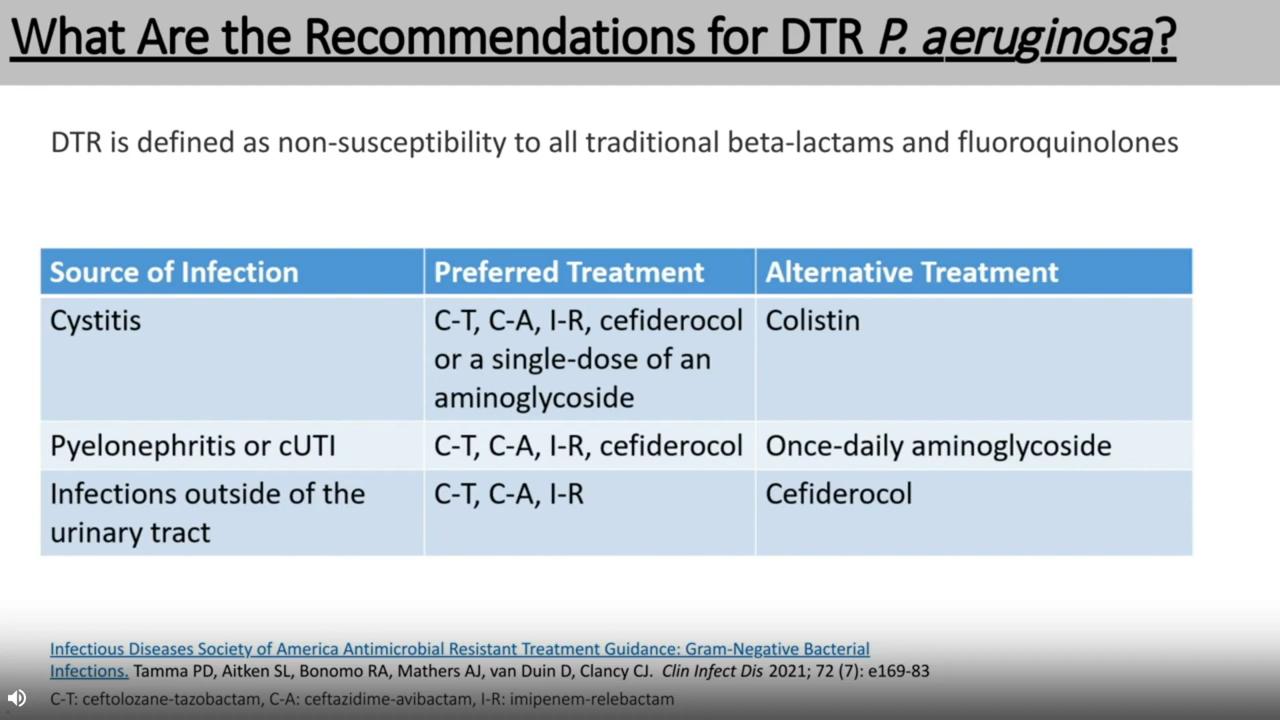 What Are the Recommendations for DTR P. aeruginosa?
DTR is defined as non-susceptibility to all traditional beta-lactams and fluoroquinolones
Source of Infection Preferred Treatment Alternative Treatment
Cystitis C-T, C-A, I-R, cefiderocol Colistin
or a single-dose of an
aminoglycoside
Pyelonephritis or cUTI C-T, C-A, I-R, cefiderocol Once-daily aminoglycoside
Infections outside of the C-T, C-A, I-R Cefiderocol
urinary tract
Infectious Diseases Society of America Antimicrobial Resistant Treatment Guidance: Gram-Negative Bacterial
Infections. Tamma PD, Aitken SL, Bonomo RA, Mathers AJ, van Duin D, Clancy CJ. Clin Infect Dis 2021; 72 (7): e169-83
C-T: ceftolozane-tazobactam, C-A: ceftazidime-avibactam, I-R: imipenem-relebactam